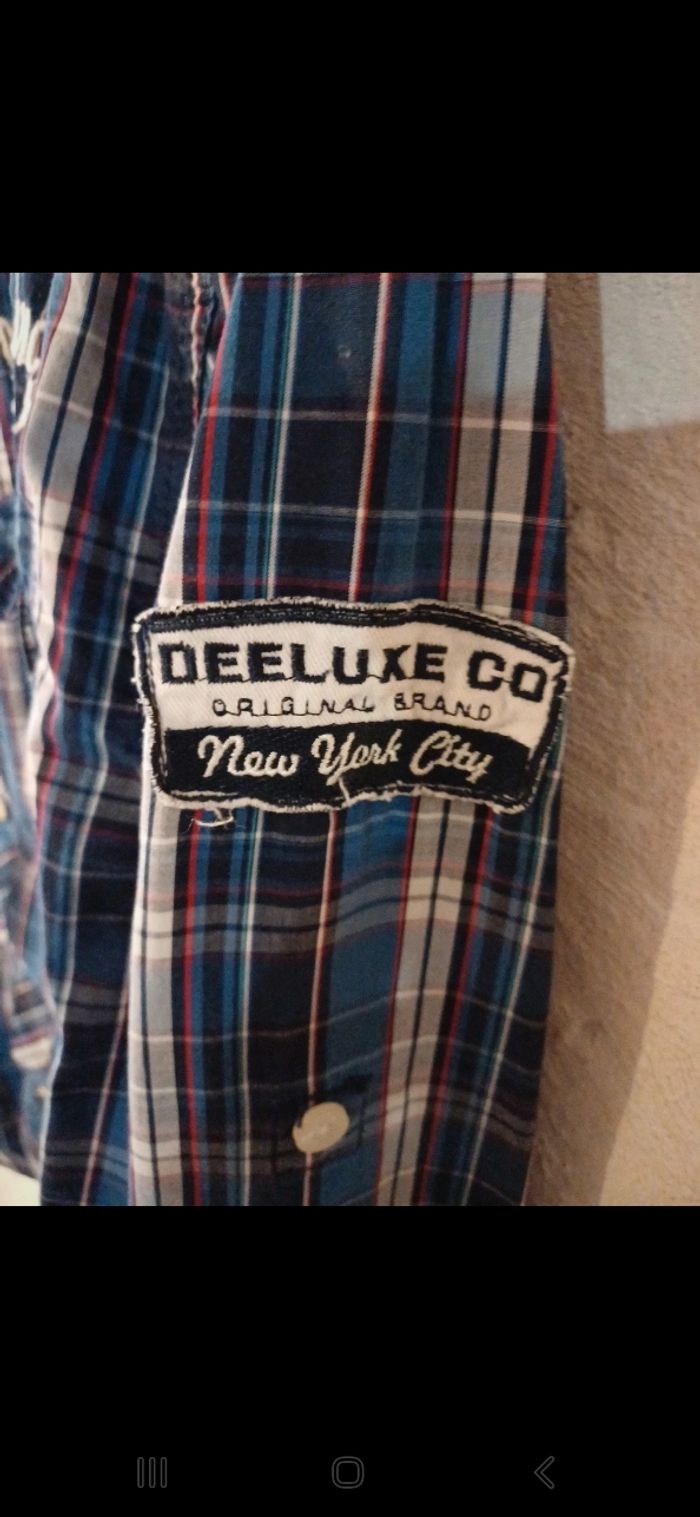 DEELUXE CO
ORIGINAL BRAND
New York City